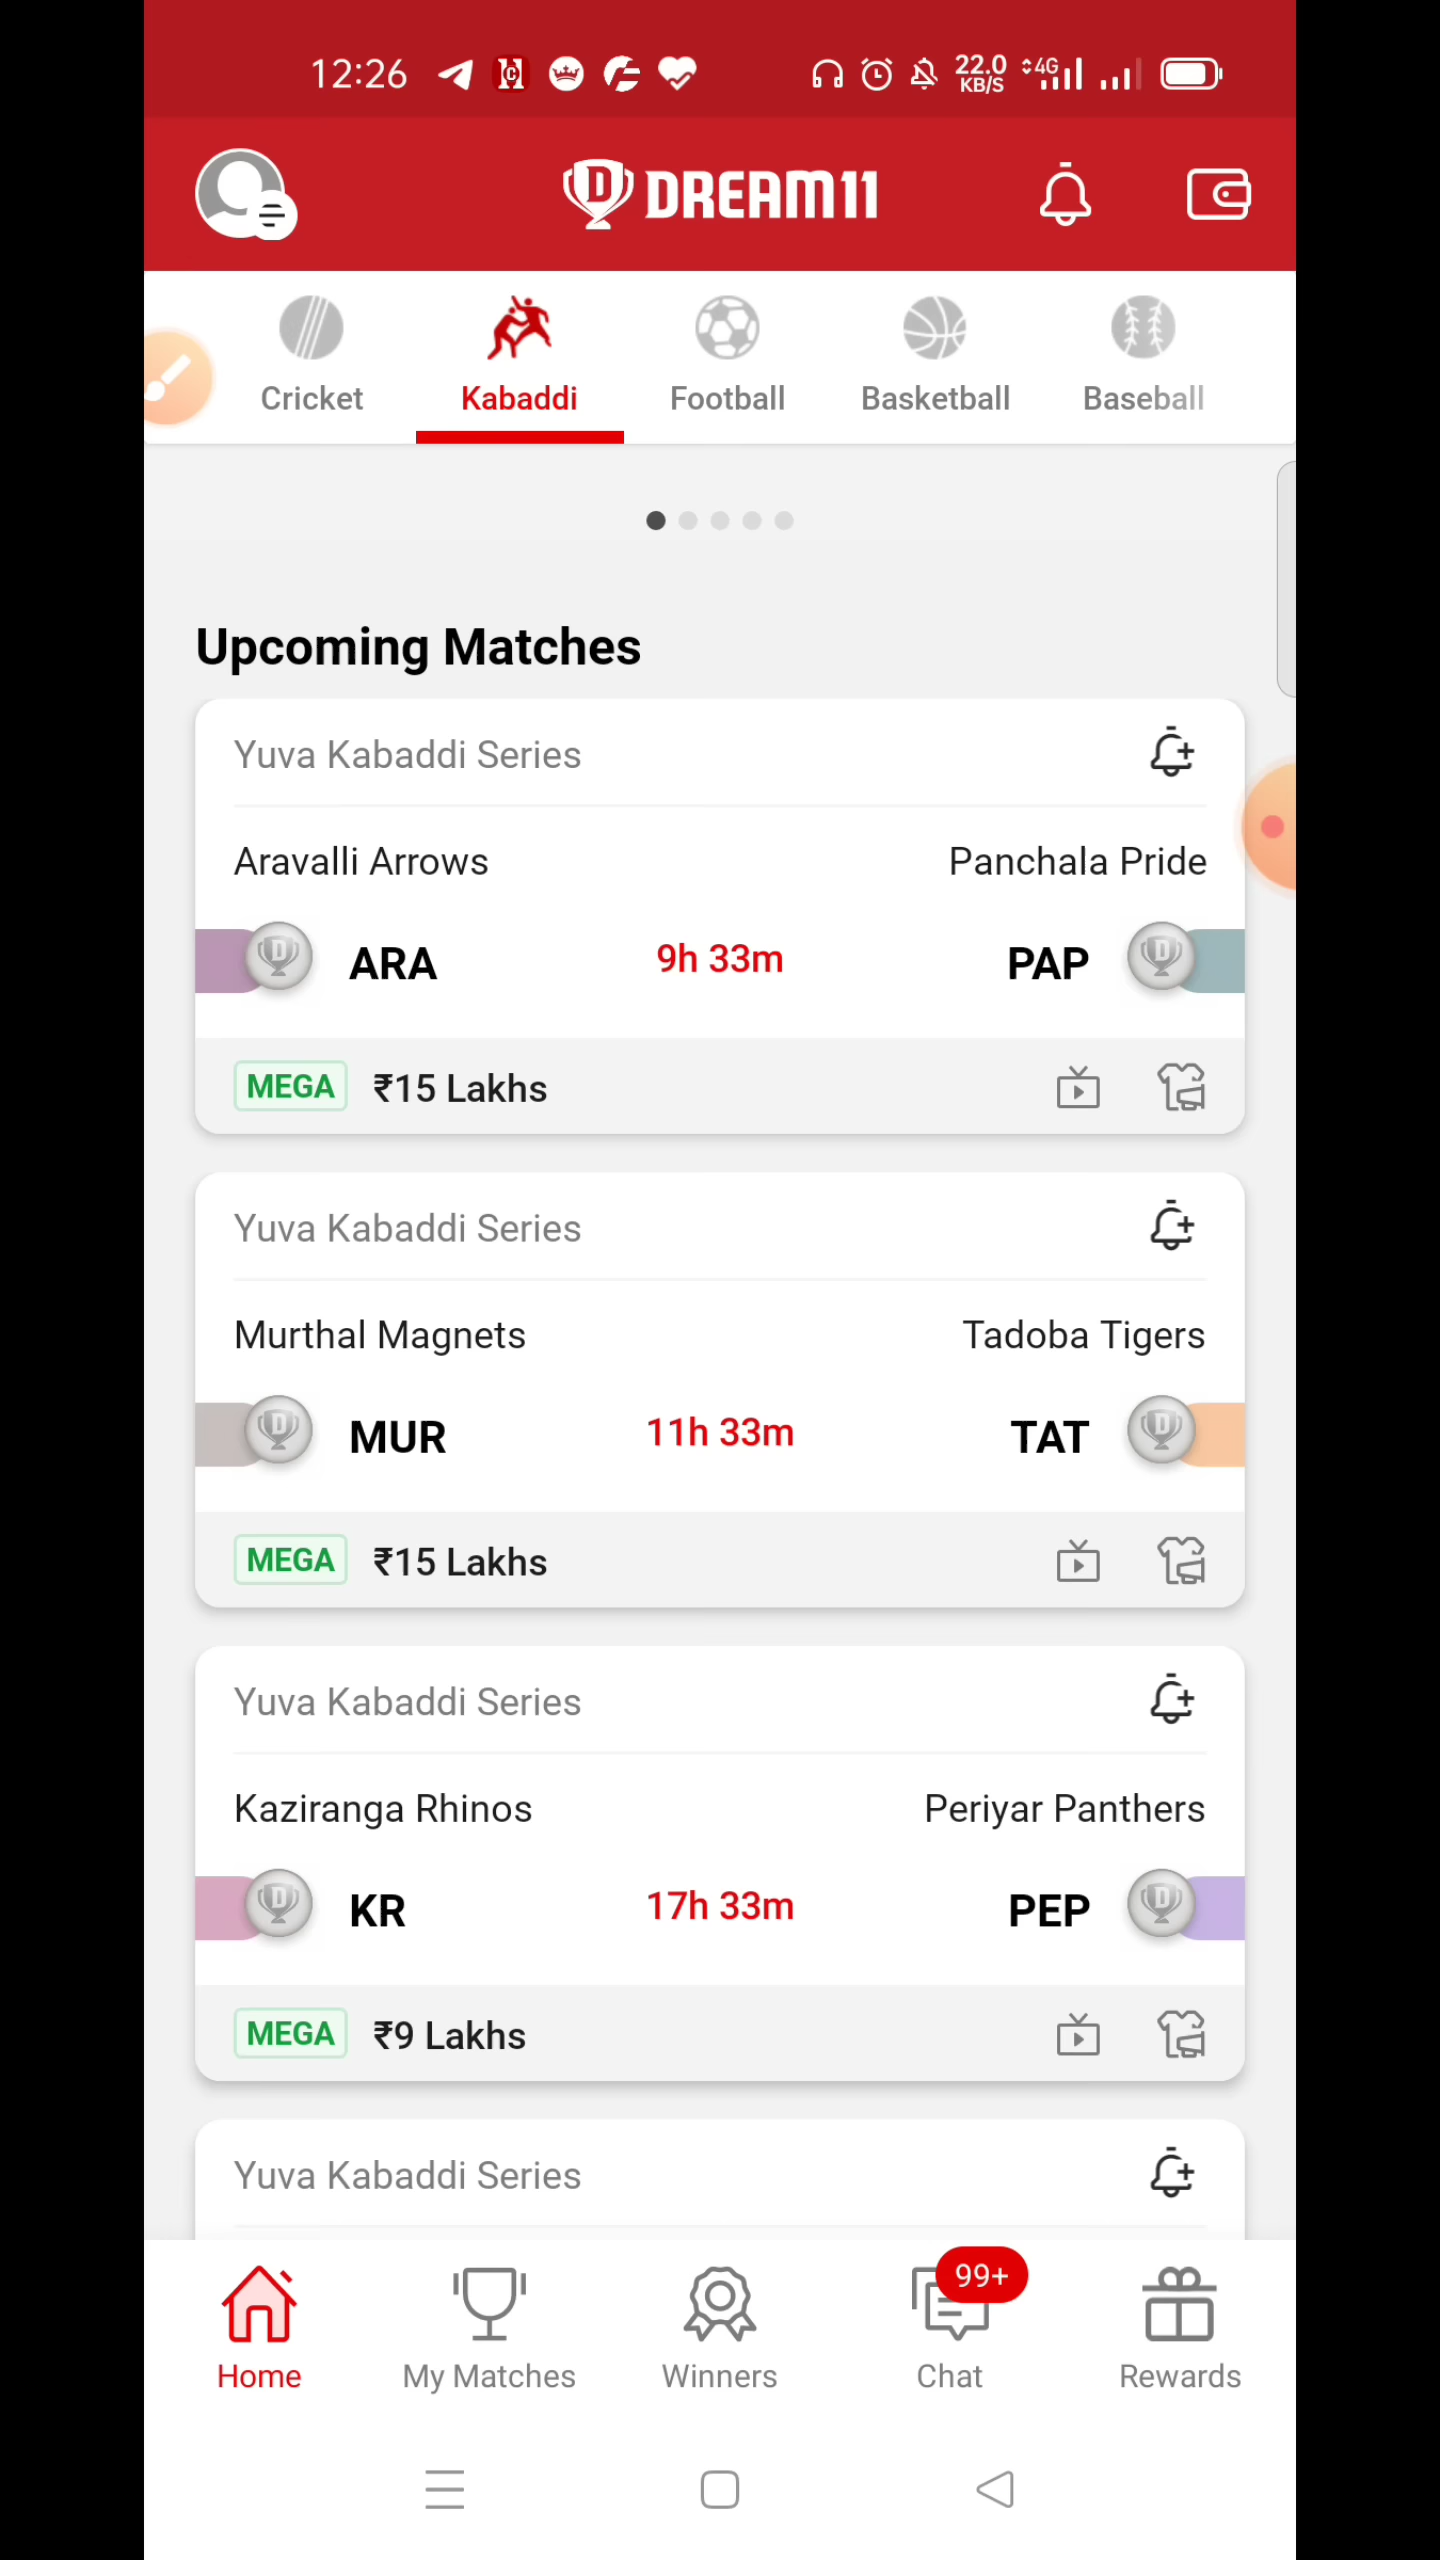 12:26
22.0
KB/S
4G
DREAM11
Cricket
Kabaddi
Football
Basketball
Baseball
Upcoming Matches
Yuva Kabaddi Series
Aravalli Arrows Panchala Pride
ARA 9h 33m PAP
MEGA ₹15 Lakhs
Yuva Kabaddi Series
Murthal Magnets Tadoba Tigers
MUR 11h 33m TAT
MEGA ₹15 Lakhs
Yuva Kabaddi Series
Kaziranga Rhinos Periyar Panthers
KR 17h 33m PEP
MEGA ₹9 Lakhs
Yuva Kabaddi Series
99+
Home My Matches Winners Chat Rewards